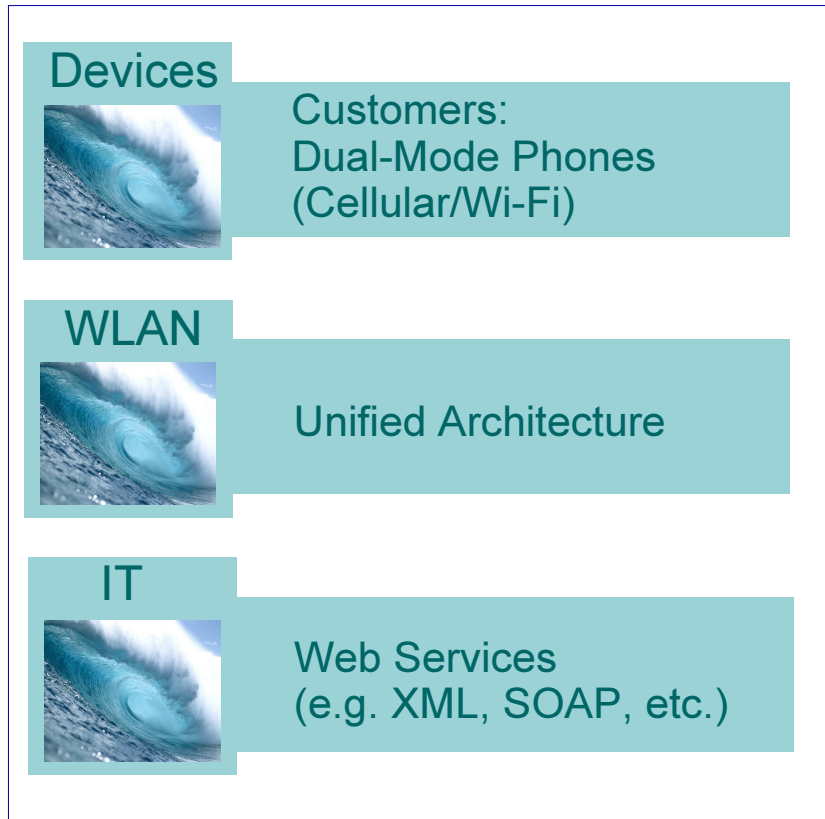 Devices
Customers:
Dual-Mode Phones
(Cellular/Wi-Fi)
WLAN
Unified Architecture
IT
Web Services
(e.g. XML, SOAP, etc.)